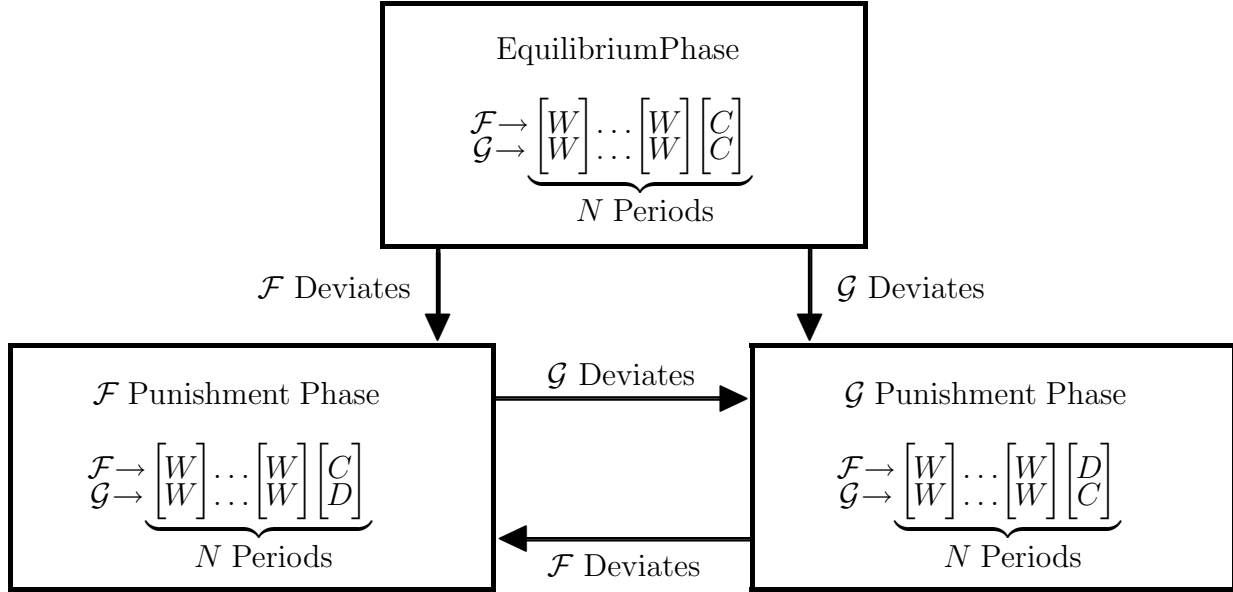 EquilibriumPhase
ℱ→[W]…[W][C]
𝒢→[W]…[W][C]
N Periods
ℱ Deviates
𝒢 Deviates
ℱ Punishment Phase
ℱ→[W]…[W][C]
𝒢→[W]…[W][D]
N Periods
𝒢 Deviates
ℱ Deviates
𝒢 Punishment Phase
ℱ→[W]…[W][D]
𝒢→[W]…[W][C]
N Periods